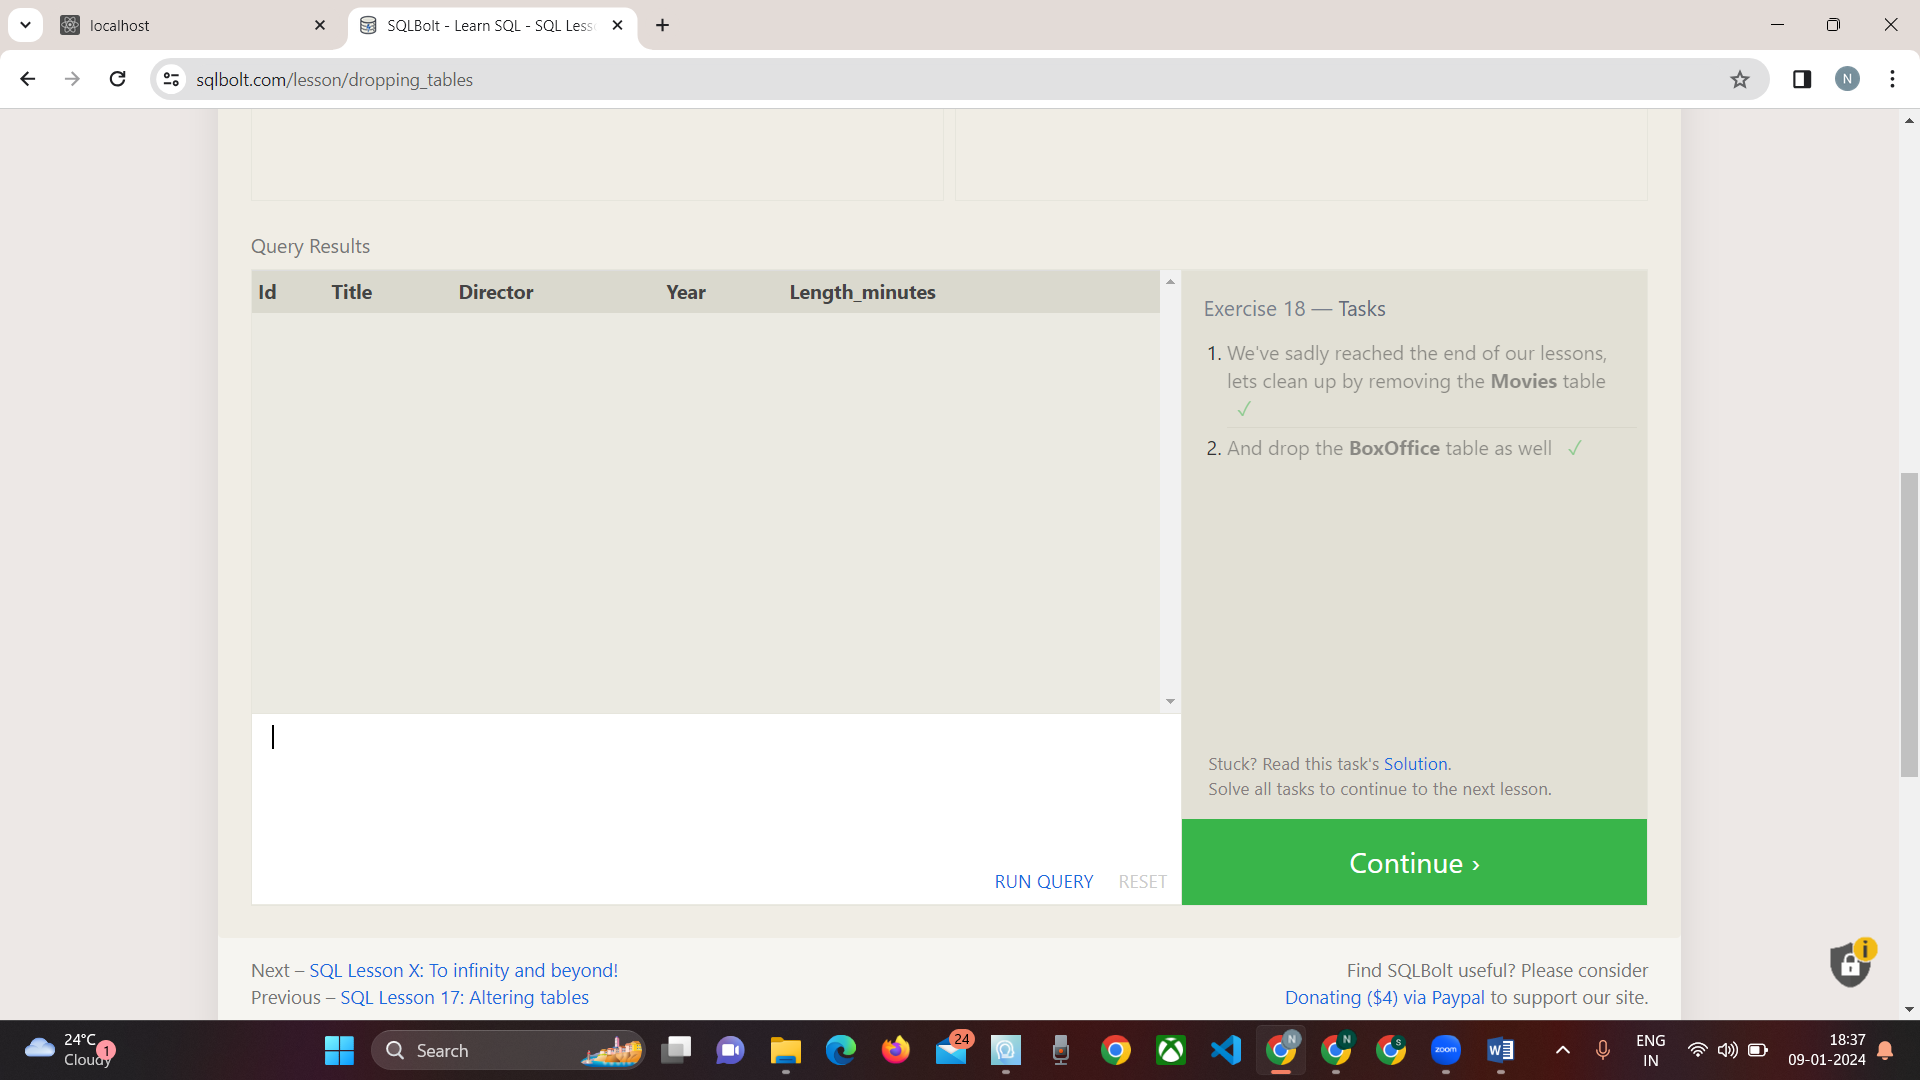 localhost
SQLBolt - Learn SQL - SQL Less
sqlbolt.com/lesson/dropping_tables
N
Query Results
Id Title Director Year Length_minutes
Exercise 18 — Tasks
1. We've sadly reached the end of our lessons,
lets clean up by removing the Movies table
✓
2. And drop the BoxOffice table as well ✓
Stuck? Read this task's Solution.
Solve all tasks to continue to the next lesson.
RUN QUERY RESET
Continue ›
Next – SQL Lesson X: To infinity and beyond!
Previous – SQL Lesson 17: Altering tables
Find SQLBolt useful? Please consider
Donating ($4) via Paypal to support our site.
24°C
Cloudy
1
Search
24
N
N
S
zoom
W
ENG
IN
18:37
09-01-2024